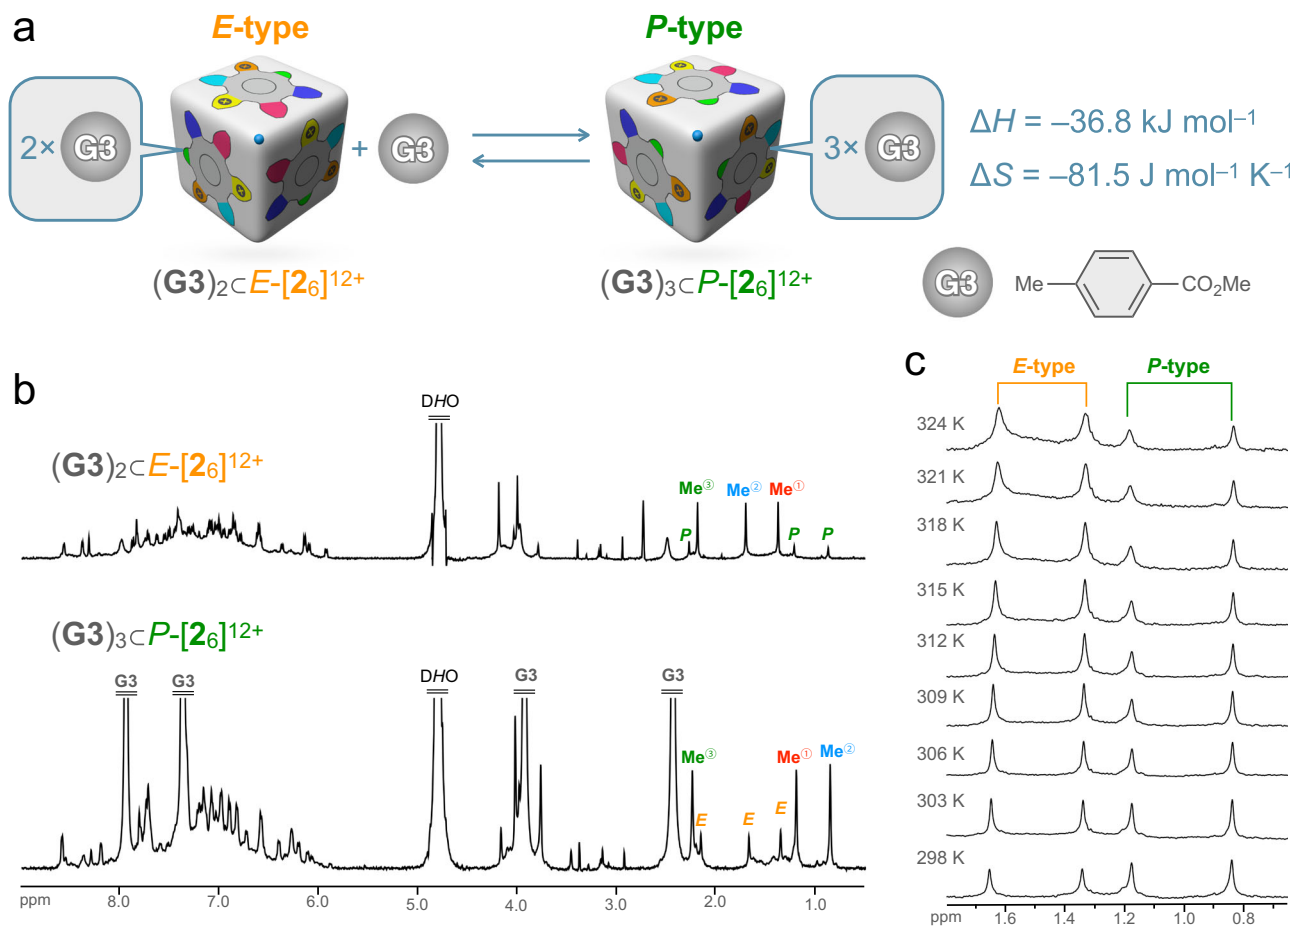 a
E-type
P-type
2× G3
+ G3
3× G3
ΔH = –36.8 kJ mol–1
ΔS = –81.5 J mol–1 K–1
(G3)2⊂E-[26]12+
(G3)3⊂P-[26]12+
G3
Me
CO2Me
b
DHO
(G3)2⊂E-[26]12+
Me③
Me②
Me①
P
P
P
(G3)3⊂P-[26]12+
G3
G3
DHO
G3
G3
Me③
Me①
Me②
E
E
E
ppm
8.0
7.0
6.0
5.0
4.0
3.0
2.0
1.0
c
E-type
P-type
324 K
321 K
318 K
315 K
312 K
309 K
306 K
303 K
298 K
ppm
1.6
1.4
1.2
1.0
0.8